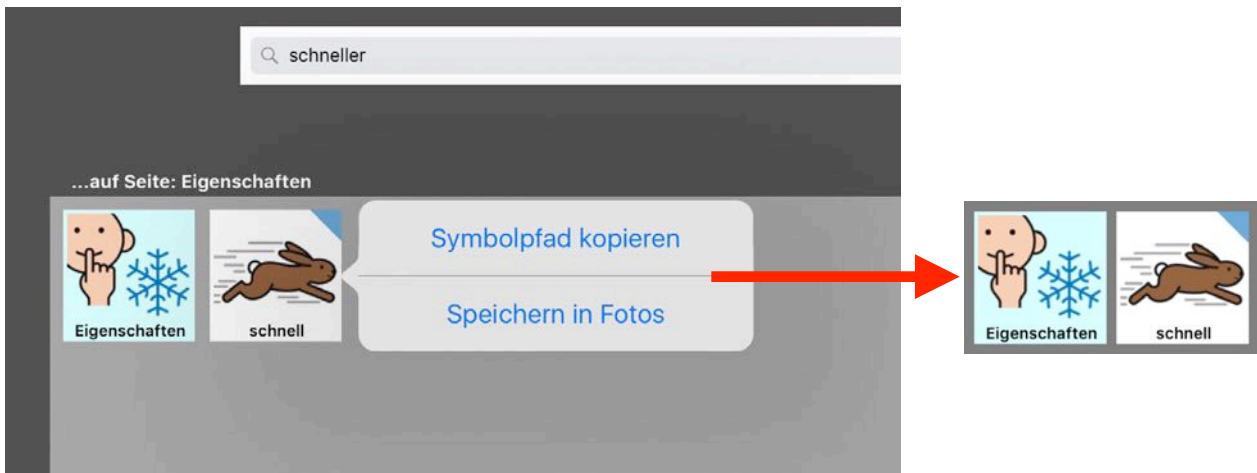 schneller
...auf Seite: Eigenschaften
Symbolpfad kopieren
Speichern in Fotos
Eigenschaften
schnell
Eigenschaften
schnell